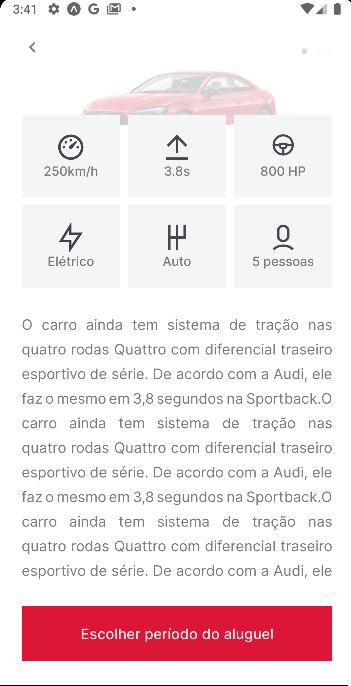 3:41
250km/h
3.8s
800 HP
Elétrico
Auto
5 pessoas
O carro ainda tem sistema de tração nas
quatro rodas Quattro com diferencial traseiro
esportivo de série. De acordo com a Audi, ele
faz o mesmo em 3,8 segundos na Sportback.O
carro ainda tem sistema de tração nas
quatro rodas Quattro com diferencial traseiro
esportivo de série. De acordo com a Audi, ele
faz o mesmo em 3,8 segundos na Sportback.O
carro ainda tem sistema de tração nas
quatro rodas Quattro com diferencial traseiro
esportivo de série. De acordo com a Audi, ele
Escolher período do aluguel